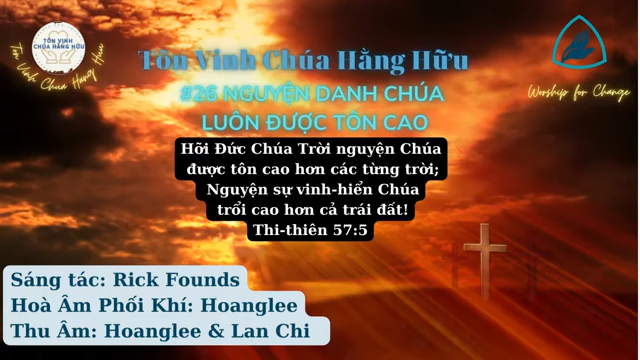 TÔN VINH
CHÚA HẰNG HỮU
Tôn Vinh Chúa Hằng Hữu
Tôn Vinh Chúa Hằng Hữu
Worship for Change
#26 NGUYỆN DANH CHÚA
LUÔN ĐƯỢC TÔN CAO
Hỡi Đức Chúa Trời nguyện Chúa
được tôn cao hơn các từng trời;
Nguyện sự vinh-hiển Chúa
trổi cao hơn cả trái đất!
Thi-thiên 57:5
Sáng tác: Rick Founds
Hoà Âm Phối Khí: Hoanglee
Thu Âm: Hoanglee & Lan Chi